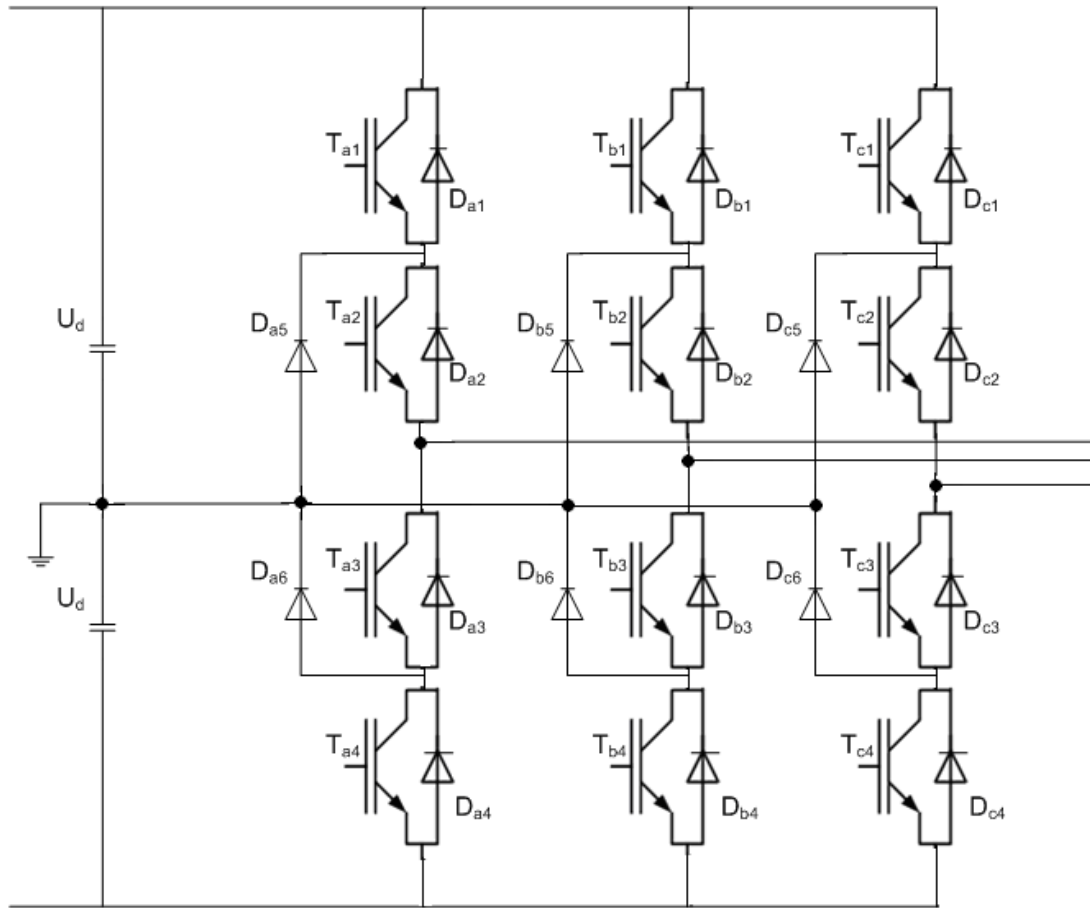 Ta1
Da1
Tb1
Db1
Tc1
Dc1
Ud
Da5
Ta2
Da2
Db5
Tb2
Db2
Dc5
Tc2
Dc2
Ud
Da6
Ta3
Da3
Db6
Tb3
Db3
Dc6
Tc3
Dc3
Ta4
Da4
Tb4
Db4
Tc4
Dc4